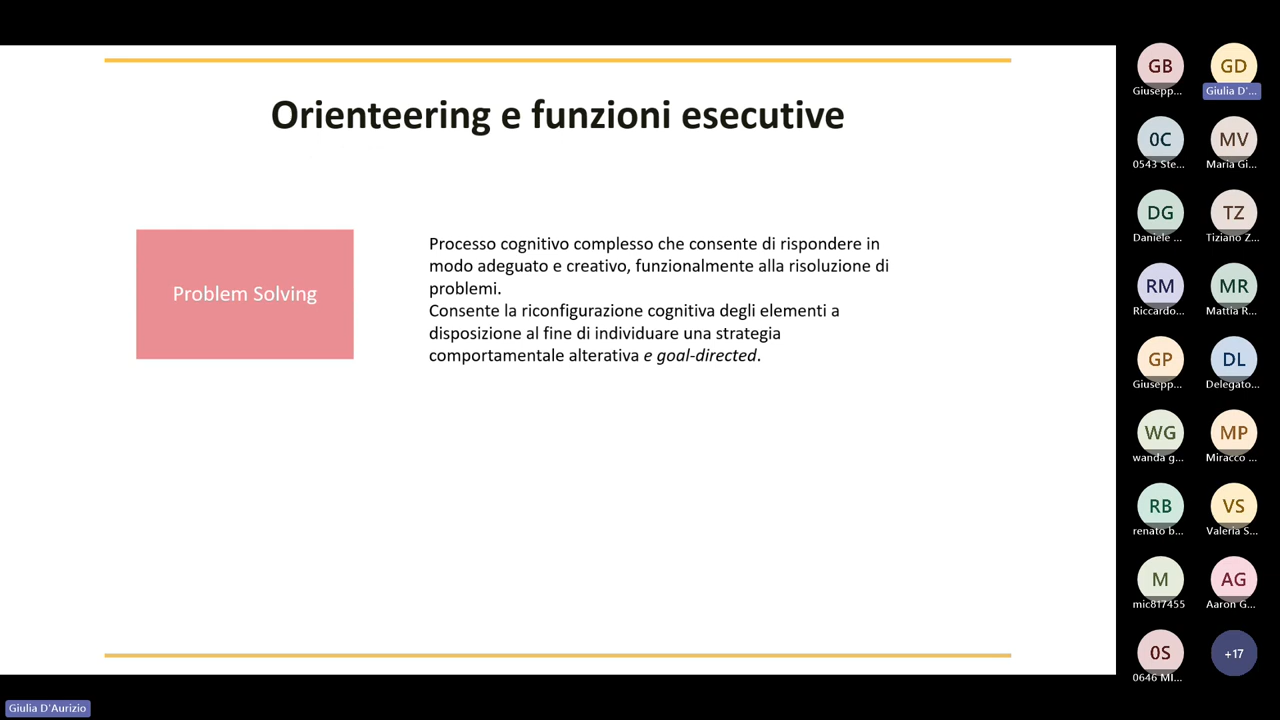 Orienteering e funzioni esecutive
Problem Solving
Processo cognitivo complesso che consente di rispondere in
modo adeguato e creativo, funzionalmente alla risoluzione di
problemi.
Consente la riconfigurazione cognitiva degli elementi a
disposizione al fine di individuare una strategia
comportamentale alternativa e goal-directed.
GB
Giusepp...
GD
Giulia D'...
0C
0543 Ste...
MV
Maria Gi...
DG
Daniele ...
TZ
Tiziano Z...
RM
Riccardo...
MR
Mattia R...
GP
Giusepp...
DL
Delegato...
WG
wanda g...
MP
Miracco ...
RB
renato b...
VS
Valeria S...
M
mic817455
AG
Aaron G...
0S
0646 MI...
+17
Giulia D'Aurizio